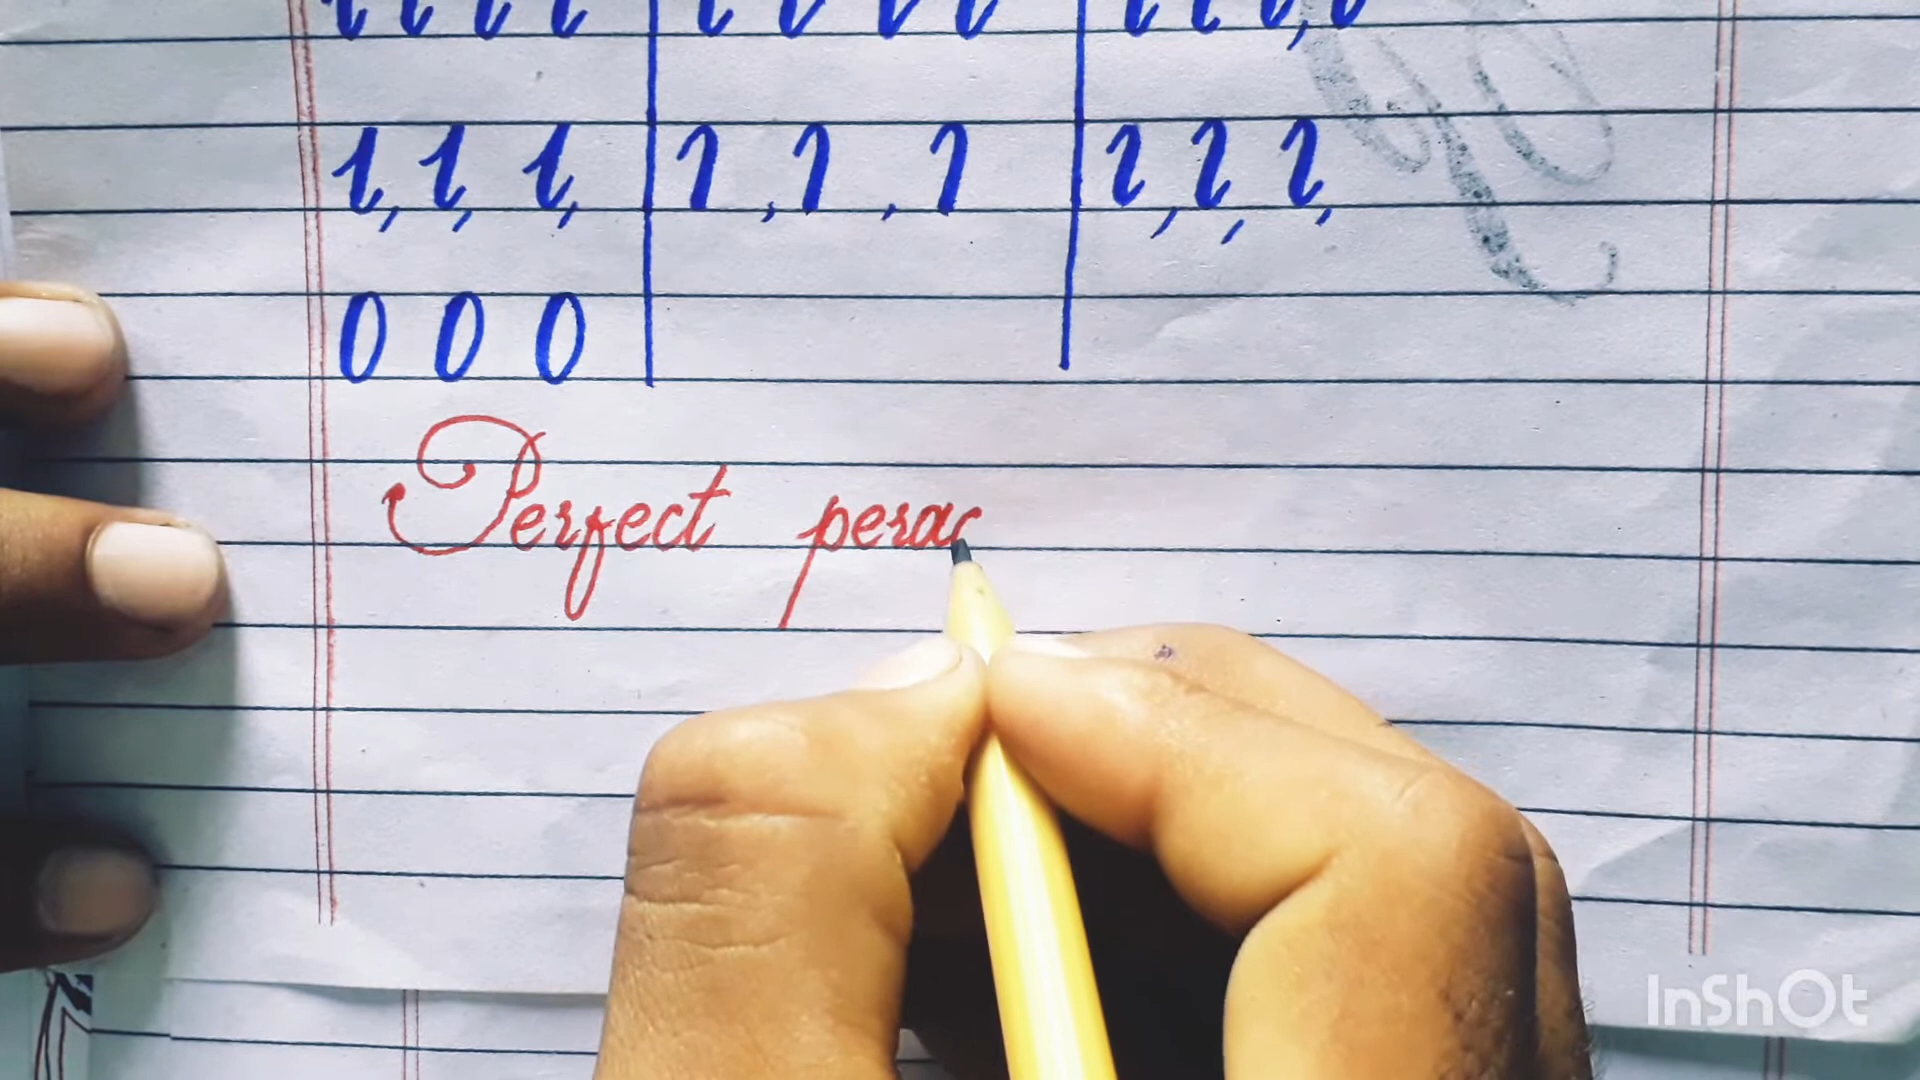 1, 1, 1, 1 , 1 , 1 1, 1, 1,
0 0 0
Perfect perac
InShOt